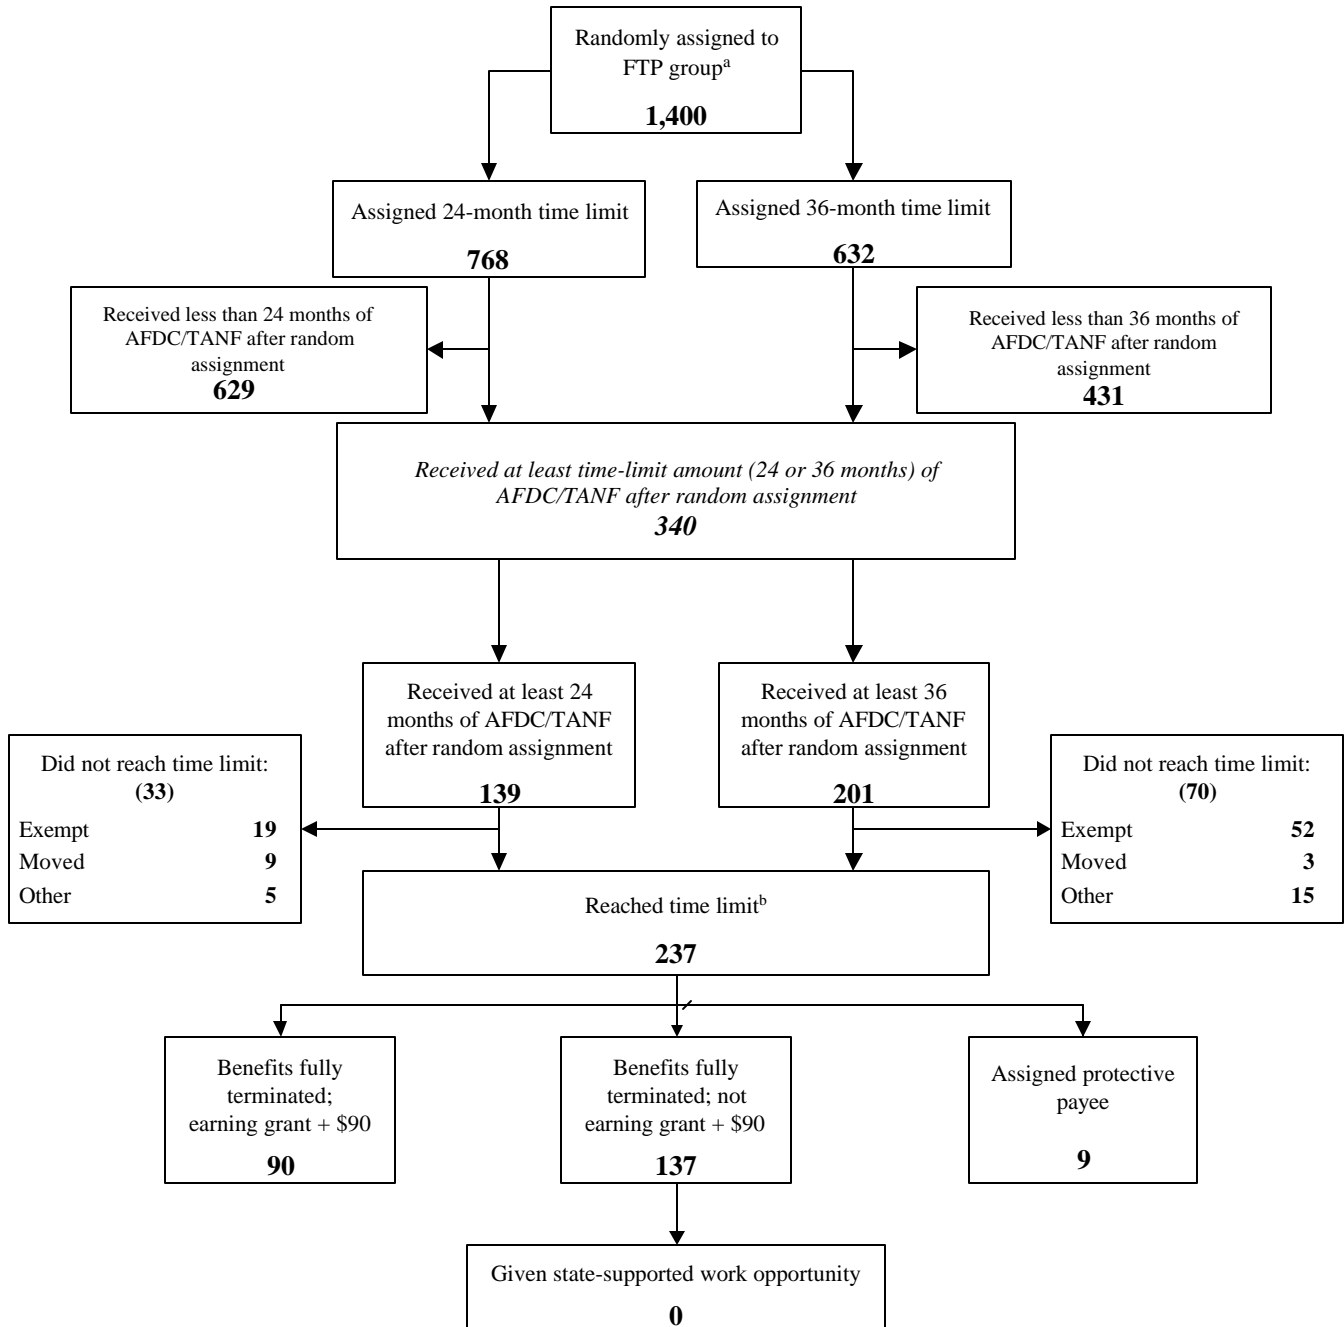 Randomly assigned to
FTP groupᵃ
1,400
Assigned 24-month time limit
768
Assigned 36-month time limit
632
Received less than 24 months of
AFDC/TANF after random
assignment
629
Received less than 36 months of
AFDC/TANF after random
assignment
431
Received at least time-limit amount (24 or 36 months) of
AFDC/TANF after random assignment
340
Received at least 24
months of AFDC/TANF
after random assignment
139
Received at least 36
months of AFDC/TANF
after random assignment
201
Did not reach time limit:
(33)
Exempt 19
Moved 9
Other 5
Did not reach time limit:
(70)
Exempt 52
Moved 3
Other 15
Reached time limitᵇ
237
Benefits fully
terminated;
earning grant + $90
90
Benefits fully
terminated; not
earning grant + $90
137
Assigned protective
payee
9
Given state-supported work opportunity
0